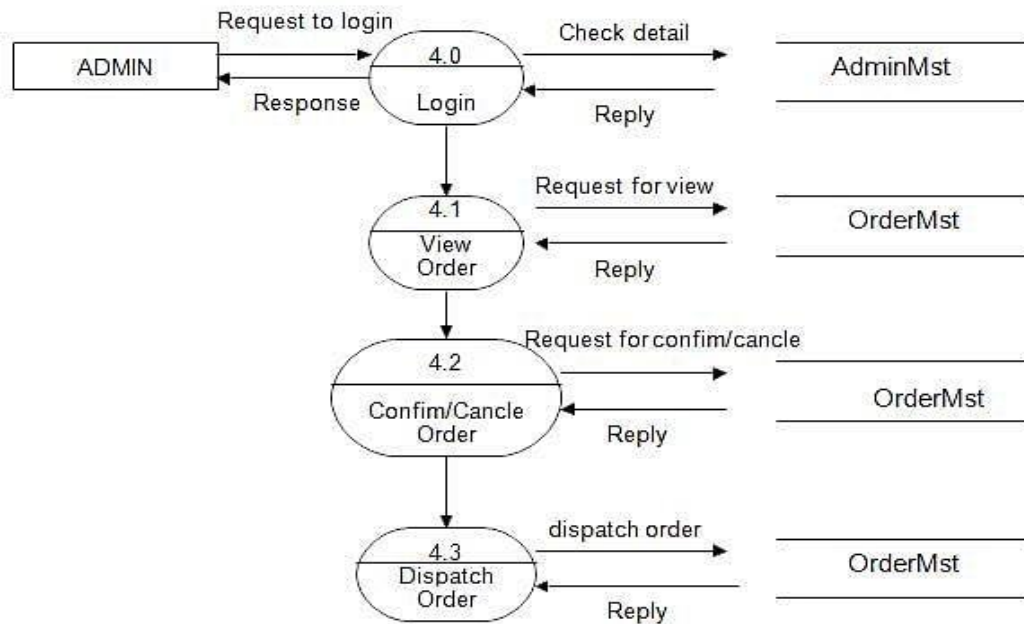 Request to login
ADMIN
Response
4.0
Login
Check detail
Reply
AdminMst
4.1
View
Order
Request for view
Reply
OrderMst
4.2
Confim/Cancle
Order
Request for confim/cancle
Reply
OrderMst
4.3
Dispatch
Order
dispatch order
Reply
OrderMst